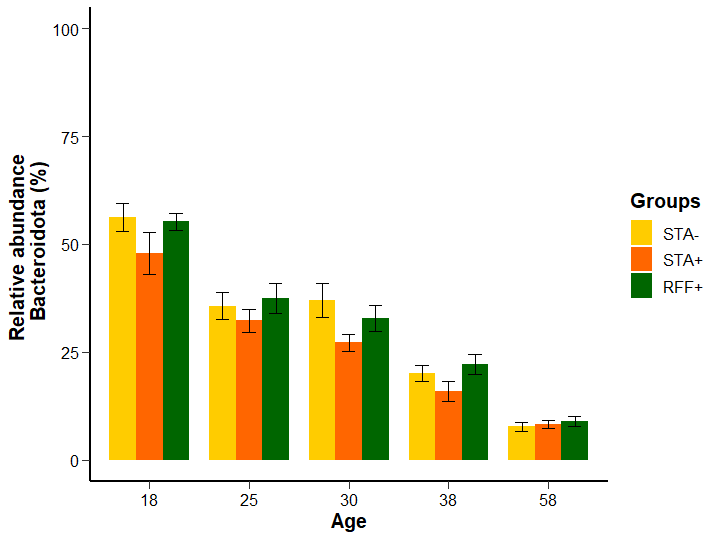 Relative abundance
Bacteroidota (%)
100
75
50
25
0
18 25 30 38 58
Age
Groups
STA-
STA+
RFF+